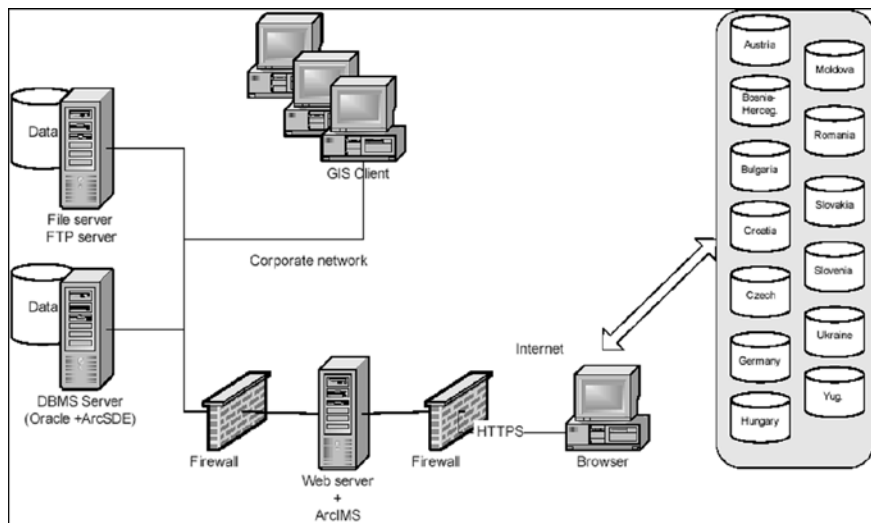 Data
File server
FTP server
GIS Client
Corporate network
Data
DBMS Server
(Oracle +ArcSDE)
Firewall
Web server
+
ArcIMS
Firewall
HTTPS
Internet
Browser
Austria
Bosnie-
Herceg.
Bulgaria
Croatia
Czech
Germany
Hungary
Moldova
Romania
Slovakia
Slovenia
Ukraine
Yug.